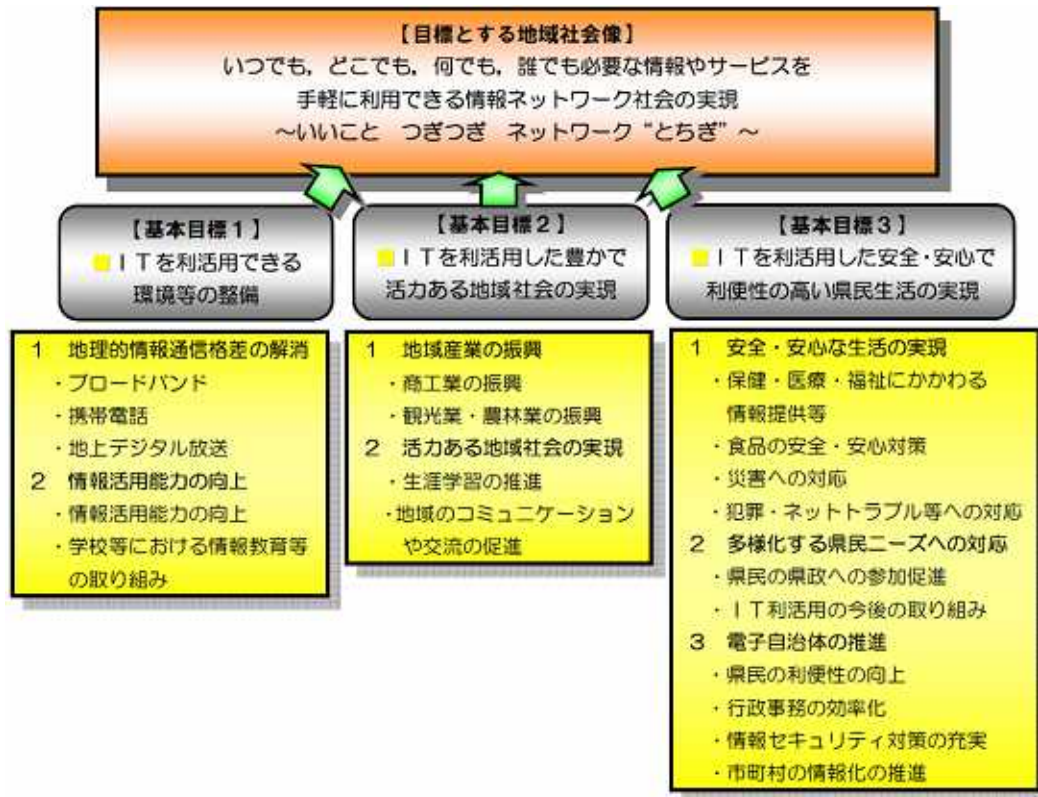 【目標とする地域社会像】
いつでも，どこでも，何でも，誰でも必要な情報やサービスを
手軽に利用できる情報ネットワーク社会の実現
～いいこと　つぎつぎ　ネットワーク“とちぎ”～
【基本目標１】
■ＩＴを利活用できる
環境等の整備
【基本目標２】
■ＩＴを利活用した豊かで
活力ある地域社会の実現
【基本目標３】
■ＩＴを利活用した安全・安心で
利便性の高い県民生活の実現
１　地理的情報通信格差の解消
・ブロードバンド
・携帯電話
・地上デジタル放送
２　情報活用能力の向上
・情報活用能力の向上
・学校等における情報教育等
の取り組み
１　地域産業の振興
・商工業の振興
・観光業・農林業の振興
２　活力ある地域社会の実現
・生涯学習の推進
・地域のコミュニケーション
や交流の促進
１　安全・安心な生活の実現
・保健・医療・福祉にかかわる
情報提供等
・食品の安全・安心対策
・災害への対応
・犯罪・ネットトラブル等への対応
２　多様化する県民ニーズへの対応
・県民の県政への参加促進
・ＩＴ利活用の今後の取り組み
３　電子自治体の推進
・県民の利便性の向上
・行政事務の効率化
・情報セキュリティ対策の充実
・市町村の情報化の推進